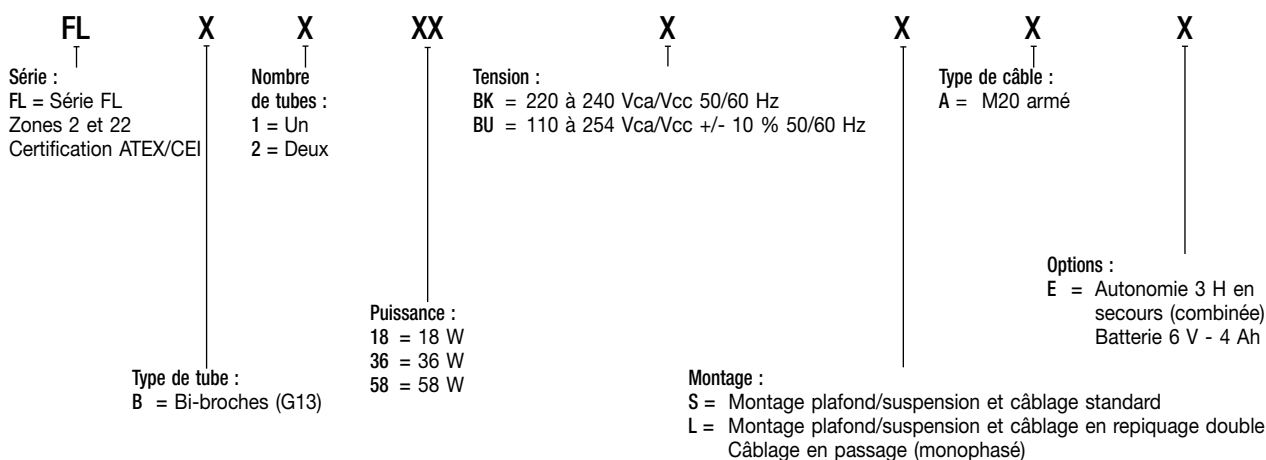 FL X X XX X X X X
Série :
FL = Série FL
Zones 2 et 22
Certification ATEX/CEI
Nombre
de tubes :
1 = Un
2 = Deux
Tension :
BK = 220 à 240 Vca/Vcc 50/60 Hz
BU = 110 à 254 Vca/Vcc +/- 10 % 50/60 Hz
Type de câble :
A = M20 armé
Options :
E = Autonomie 3 H en
secours (combinée)
Batterie 6 V - 4 Ah
Puissance :
18 = 18 W
36 = 36 W
58 = 58 W
Type de tube :
B = Bi-broches (G13)
Montage :
S = Montage plafond/suspension et câblage standard
L = Montage plafond/suspension et câblage en repiquage double
Câblage en passage (monophasé)